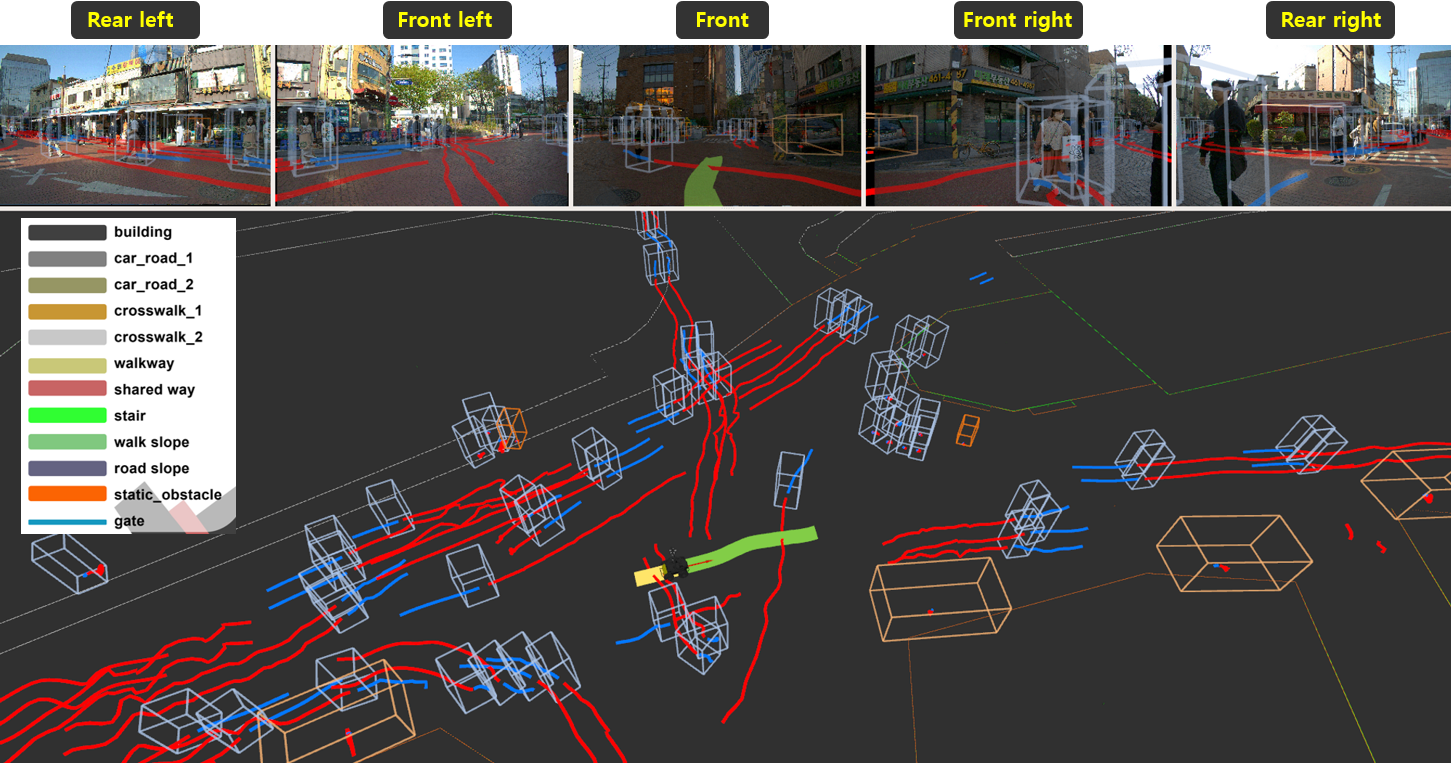 Rear left
Front left
Front
Front right
Rear right
building
car_road_1
car_road_2
crosswalk_1
crosswalk_2
walkway
shared way
stair
walk slope
road slope
static_obstacle
gate